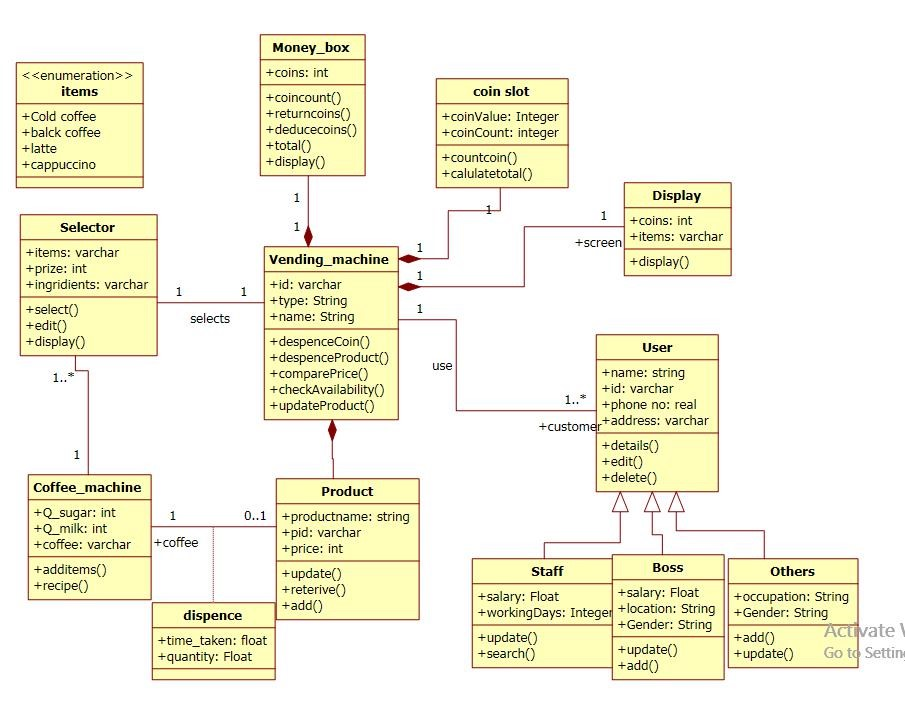 <<enumeration>>
items
+Cold coffee
+balck coffee
+latte
+cappuccino
Money_box
+coins: int
+coincount()
+returncoins()
+deducecoins()
+total()
+display()
coin slot
+coinValue: Integer
+coinCount: integer
+countcoin()
+calulatetotal()
Display
+coins: int
+items: varchar
+display()
1
1
1
1
1
1
+screen
Selector
+items: varchar
+prize: int
+ingridients: varchar
+select()
+edit()
+display()
1
1
selects
Vending_machine
+id: varchar
+type: String
+name: String
+despenceCoin()
+despenceProduct()
+comparePrice()
+checkAvailability()
+updateProduct()
1
use
1..*
+customer
User
+name: string
+id: varchar
+phone no: real
+address: varchar
+details()
+edit()
+delete()
1..*
1
Coffee_machine
+Q_sugar: int
+Q_milk: int
+coffee: varchar
+additems()
+recipe()
1
0..1
+coffee
Product
+productname: string
+pid: varchar
+price: int
+update()
+reterive()
+add()
dispence
+time_taken: float
+quantity: Float
Staff
+salary: Float
+workingDays: Integer
+update()
+search()
Boss
+salary: Float
+location: String
+Gender: String
+update()
+add()
Others
+occupation: String
+Gender: String
+add()
+update()
Activate
Go to